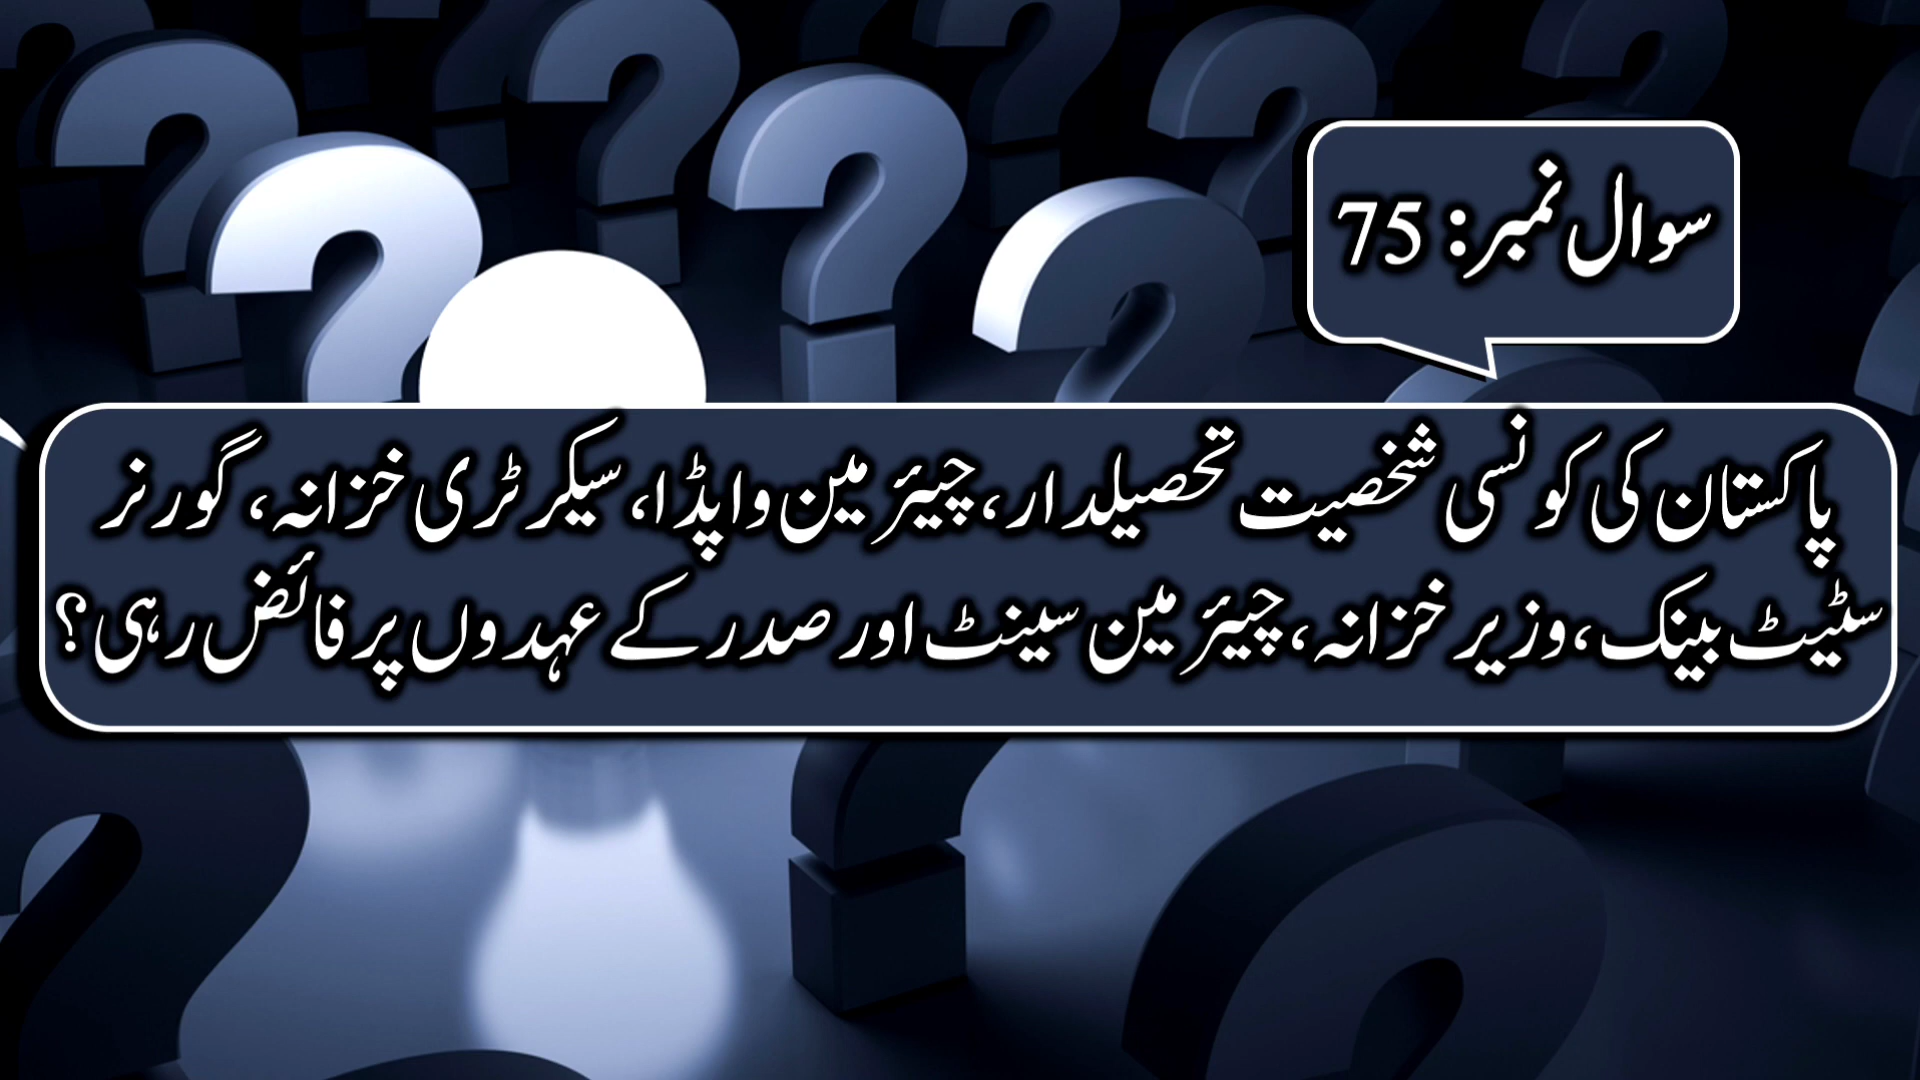 سوال نمبر: 75
پاکستان کی کونسی شخصیت تحصیلدار، چیئرمین واپڈا، سیکرٹری خزانہ، گورنر
سٹیٹ بینک، وزیر خزانہ، چیئرمین سینٹ اور صدر کے عہدوں پر فائض رہی؟